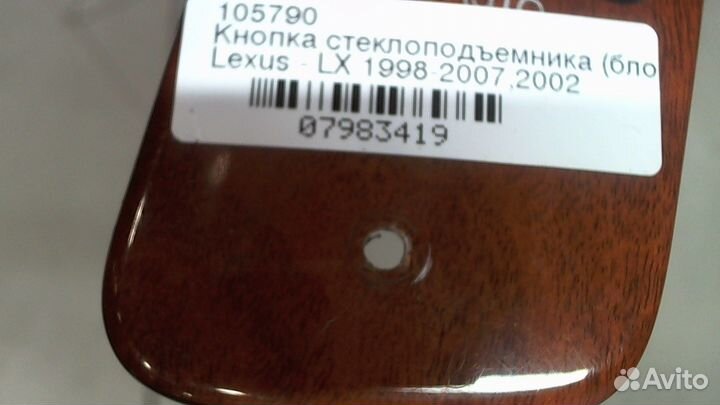 105790
Кнопка стеклоподъемника (бло
Lexus - LX 1998-2007,2002
07983419
Avito